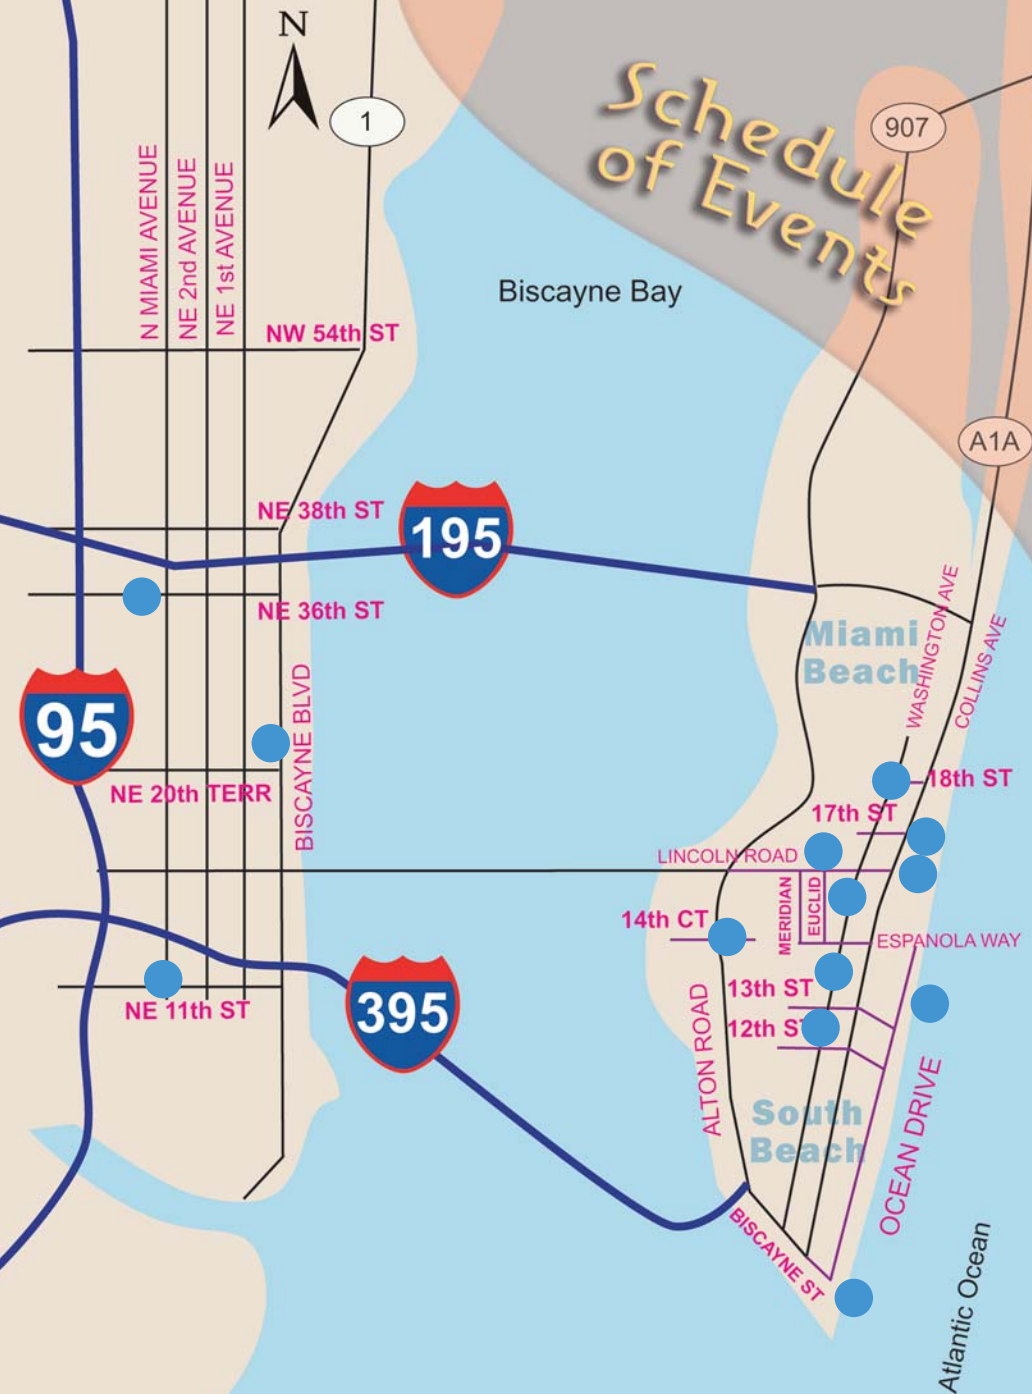 N
1
Schedule
of Events
907
N MIAMI AVENUE
NE 2nd AVENUE
NE 1st AVENUE
Biscayne Bay
NW 54th ST
A1A
NE 38th ST
195
NE 36th ST
Miami
Beach
WASHINGTON AVE
COLLINS AVE
95
BISCAYNE BLVD
NE 20th TERR
18th ST
17th ST
LINCOLN ROAD
MERIDIAN
EUCLID
14th CT
ESPANOLA WAY
13th ST
NE 11th ST
395
12th ST
ALTON ROAD
South
Beach
OCEAN DRIVE
BISCAYNE ST
Atlantic Ocean